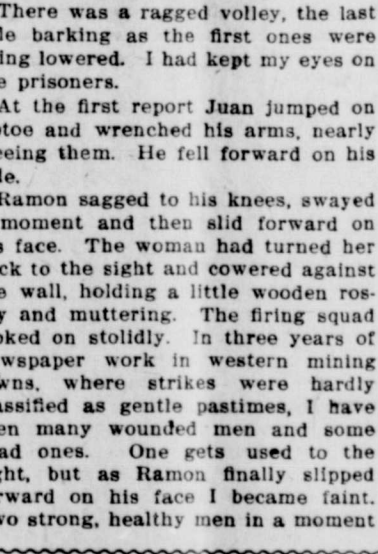 There was a ragged volley, the last
le barking as the first ones were
ing lowered. I had kept my eyes on
e prisoners.
At the first report Juan jumped on
toe and wrenched his arms, nearly
eeing them. He fell forward on his
le.
Ramon sagged to his knees, swayed
moment and then slid forward on
s face. The woman had turned her
ck to the sight and cowered against
e wall, holding a little wooden ros-
y and muttering. The firing squad
oked on stolidly. In three years of
wspaper work in western mining
wns, where strikes were hardly
assified as gentle pastimes, I have
en many wounded men and some
ad ones. One gets used to the
ght, but as Ramon finally slipped
rward on his face I became faint.
wo strong, healthy men in a moment